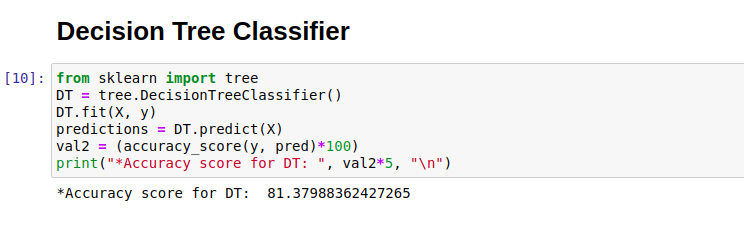 Decision Tree Classifier
[10]: from sklearn import tree
DT = tree.DecisionTreeClassifier()
DT.fit(X, y)
predictions = DT.predict(X)
val2 = (accuracy_score(y, pred)*100)
print("*Accuracy score for DT: ", val2*5, "\n")
*Accuracy score for DT:  81.37988362427265